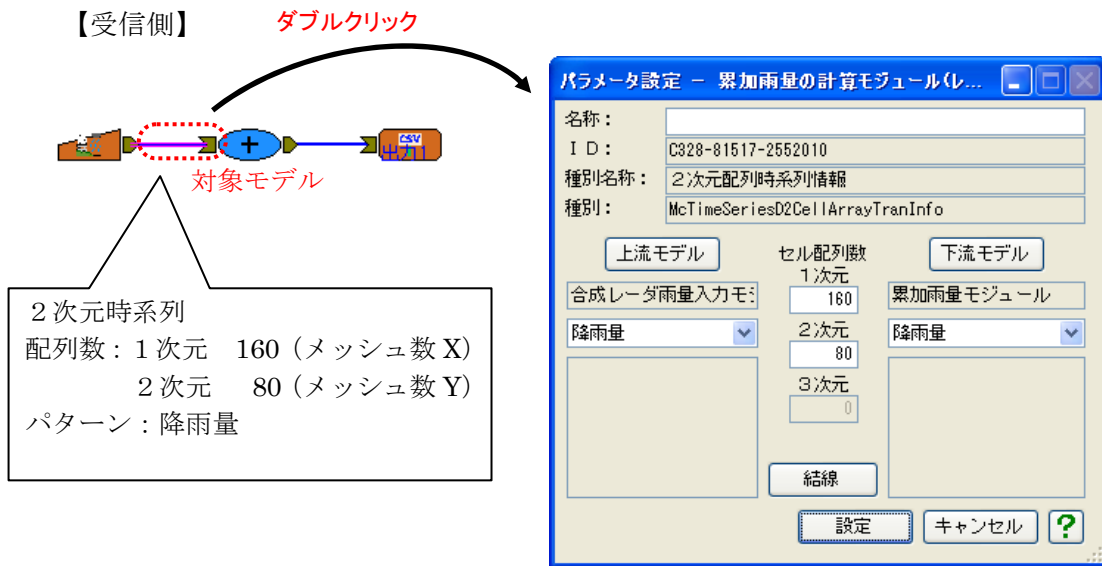 【受信側】
ダブルクリック
+
CSV
出力1
対象モデル
2次元時系列
配列数：1次元 160（メッシュ数 X）
2次元 80（メッシュ数 Y）
パターン：降雨量
パラメータ設定 － 累加雨量の計算モジュール(レ...
名称：
ＩＤ： C328-81517-2552010
種別名称： 2次元配列時系列情報
種別： McTimeSeriesD2CellArrayTranInfo
上流モデル セル配列数 下流モデル
1次元
合成レーダ雨量入力モ 160 累加雨量モジュール
降雨量 2次元 降雨量
80
3次元
0
結線
設定 キャンセル ?